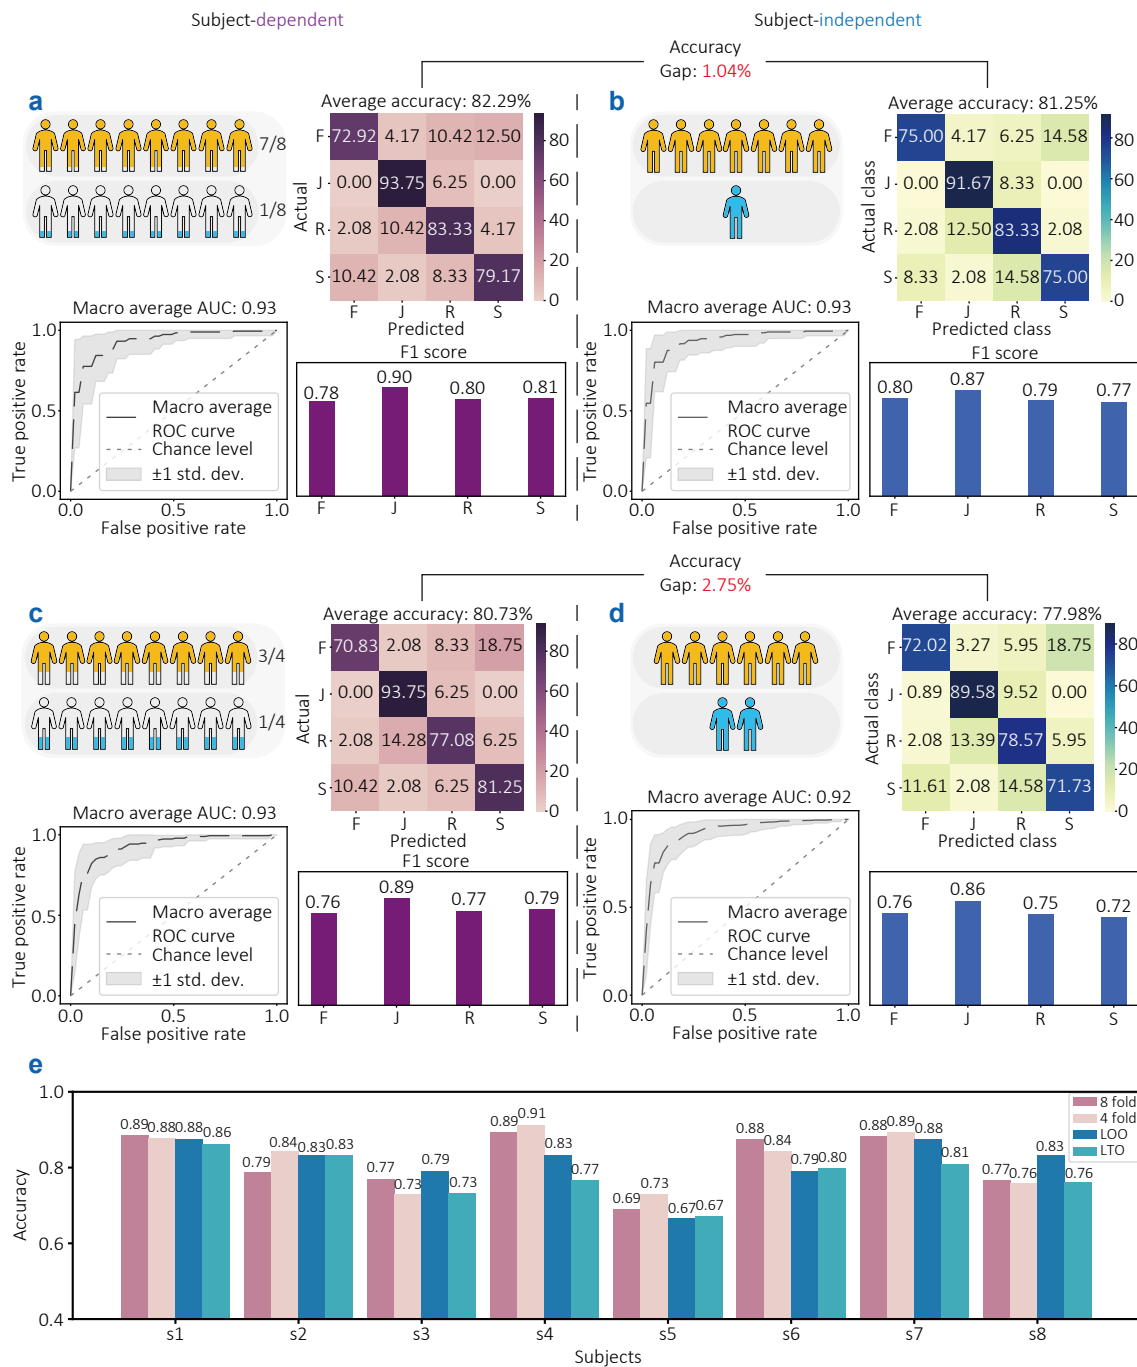 Subject-dependent
Subject-independent
Accuracy
Gap: 1.04%
a
7/8
1/8
Average accuracy: 82.29%
Actual
F 72.92 4.17 10.42 12.50
J 0.00 93.75 6.25 0.00
R 2.08 10.42 83.33 4.17
S 10.42 2.08 8.33 79.17
F J R S
Predicted
80
60
40
20
0
Macro average AUC: 0.93
True positive rate
1.0
0.5
0.0
Macro average
ROC curve
Chance level
±1 std. dev.
0.0 0.5 1.0
False positive rate
F1 score
0.78 0.90 0.80 0.81
F J R S
b
Average accuracy: 81.25%
Actual class
F 75.00 4.17 6.25 14.58
J 0.00 91.67 8.33 0.00
R 2.08 12.50 83.33 2.08
S 8.33 2.08 14.58 75.00
F J R S
Predicted class
80
60
40
20
0
Macro average AUC: 0.93
True positive rate
1.0
0.5
0.0
Macro average
ROC curve
Chance level
±1 std. dev.
0.0 0.5 1.0
False positive rate
F1 score
0.80 0.87 0.79 0.77
F J R S
Accuracy
Gap: 2.75%
c
3/4
1/4
Average accuracy: 80.73%
Actual
F 70.83 2.08 8.33 18.75
J 0.00 93.75 6.25 0.00
R 2.08 14.28 77.08 6.25
S 10.42 2.08 6.25 81.25
F J R S
Predicted
80
60
40
20
0
Macro average AUC: 0.93
True positive rate
1.0
0.5
0.0
Macro average
ROC curve
Chance level
±1 std. dev.
0.0 0.5 1.0
False positive rate
F1 score
0.76 0.89 0.77 0.79
F J R S
d
Average accuracy: 77.98%
Actual class
F 72.02 3.27 5.95 18.75
J 0.89 89.58 9.52 0.00
R 2.08 13.39 78.57 5.95
S 11.61 2.08 14.58 71.73
F J R S
Predicted class
80
60
40
20
0
Macro average AUC: 0.92
True positive rate
1.0
0.5
0.0
Macro average
ROC curve
Chance level
±1 std. dev.
0.0 0.5 1.0
False positive rate
0.76 0.86 0.75 0.72
F J R S
e
Accuracy
1.0
0.8
0.6
0.4
0.89 0.88 0.88 0.86
0.79 0.84 0.83 0.83
0.77 0.73 0.79 0.73
0.89 0.91 0.83 0.77
0.69 0.73 0.67 0.67
0.88 0.84 0.79 0.80
0.88 0.89 0.88 0.81
0.77 0.76 0.83 0.76
8 fold
4 fold
LOO
LTO
s1 s2 s3 s4 s5 s6 s7 s8
Subjects